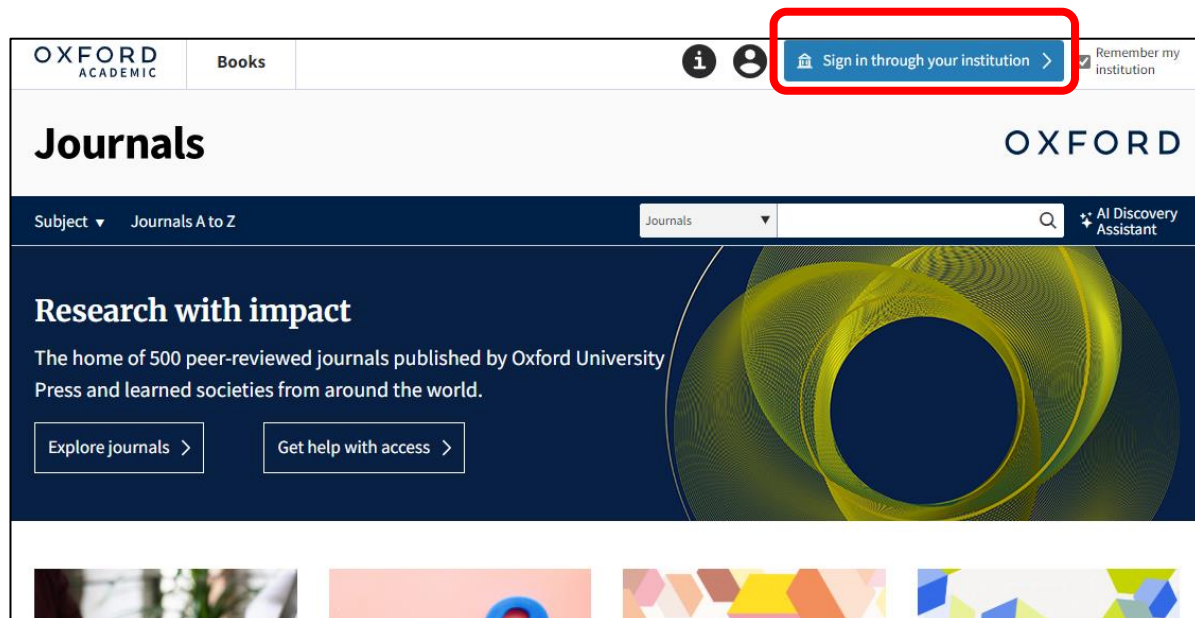 OXFORD
ACADEMIC
Books
i
Sign in through your institution
Remember my
institution
Journals
OXFORD
Subject
Journals A to Z
Journals
AI Discovery
Assistant
Research with impact
The home of 500 peer-reviewed journals published by Oxford University
Press and learned societies from around the world.
Explore journals
Get help with access